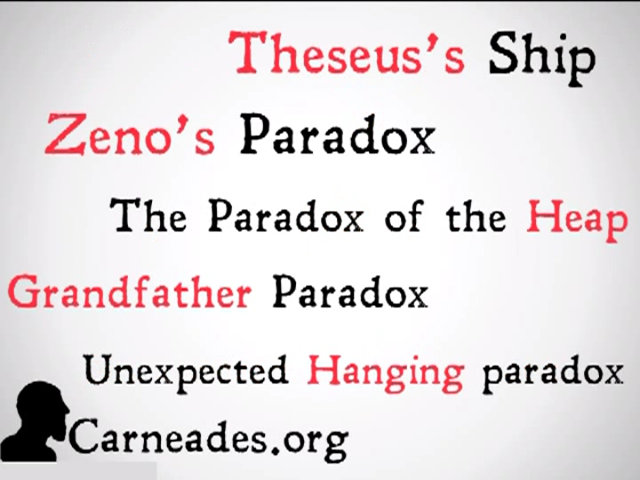 Theseus's Ship
Zeno's Paradox
The Paradox of the Heap
Grandfather Paradox
Unexpected Hanging paradox
Carneades.org